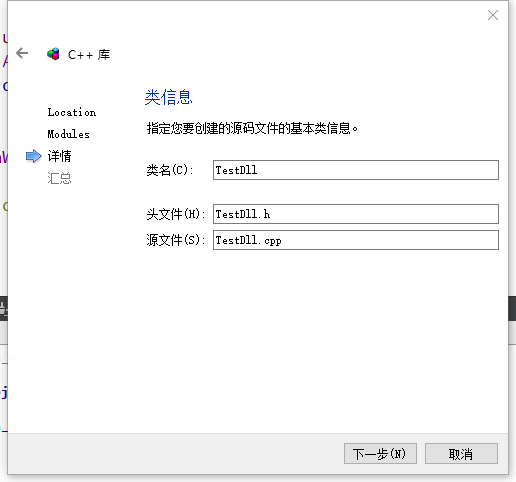 C++ 库
Location
Modules
详情
汇总
类信息
指定您要创建的源码文件的基本类信息。
类名(C): TestDll
头文件(H): TestDll.h
源文件(S): TestDll.cpp
下一步(N)
取消